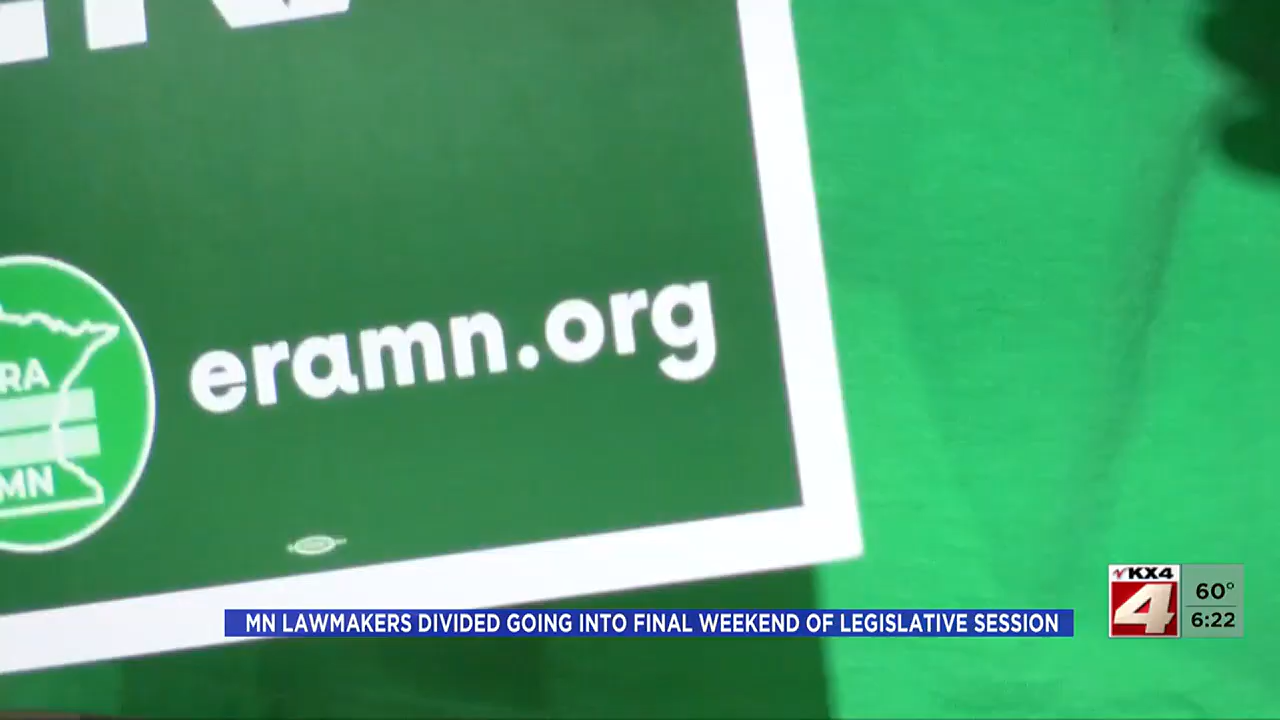 eramn.org
RA
MN
MN LAWMAKERS DIVIDED GOING INTO FINAL WEEKEND OF LEGISLATIVE SESSION
KX4
4
60°
6:22